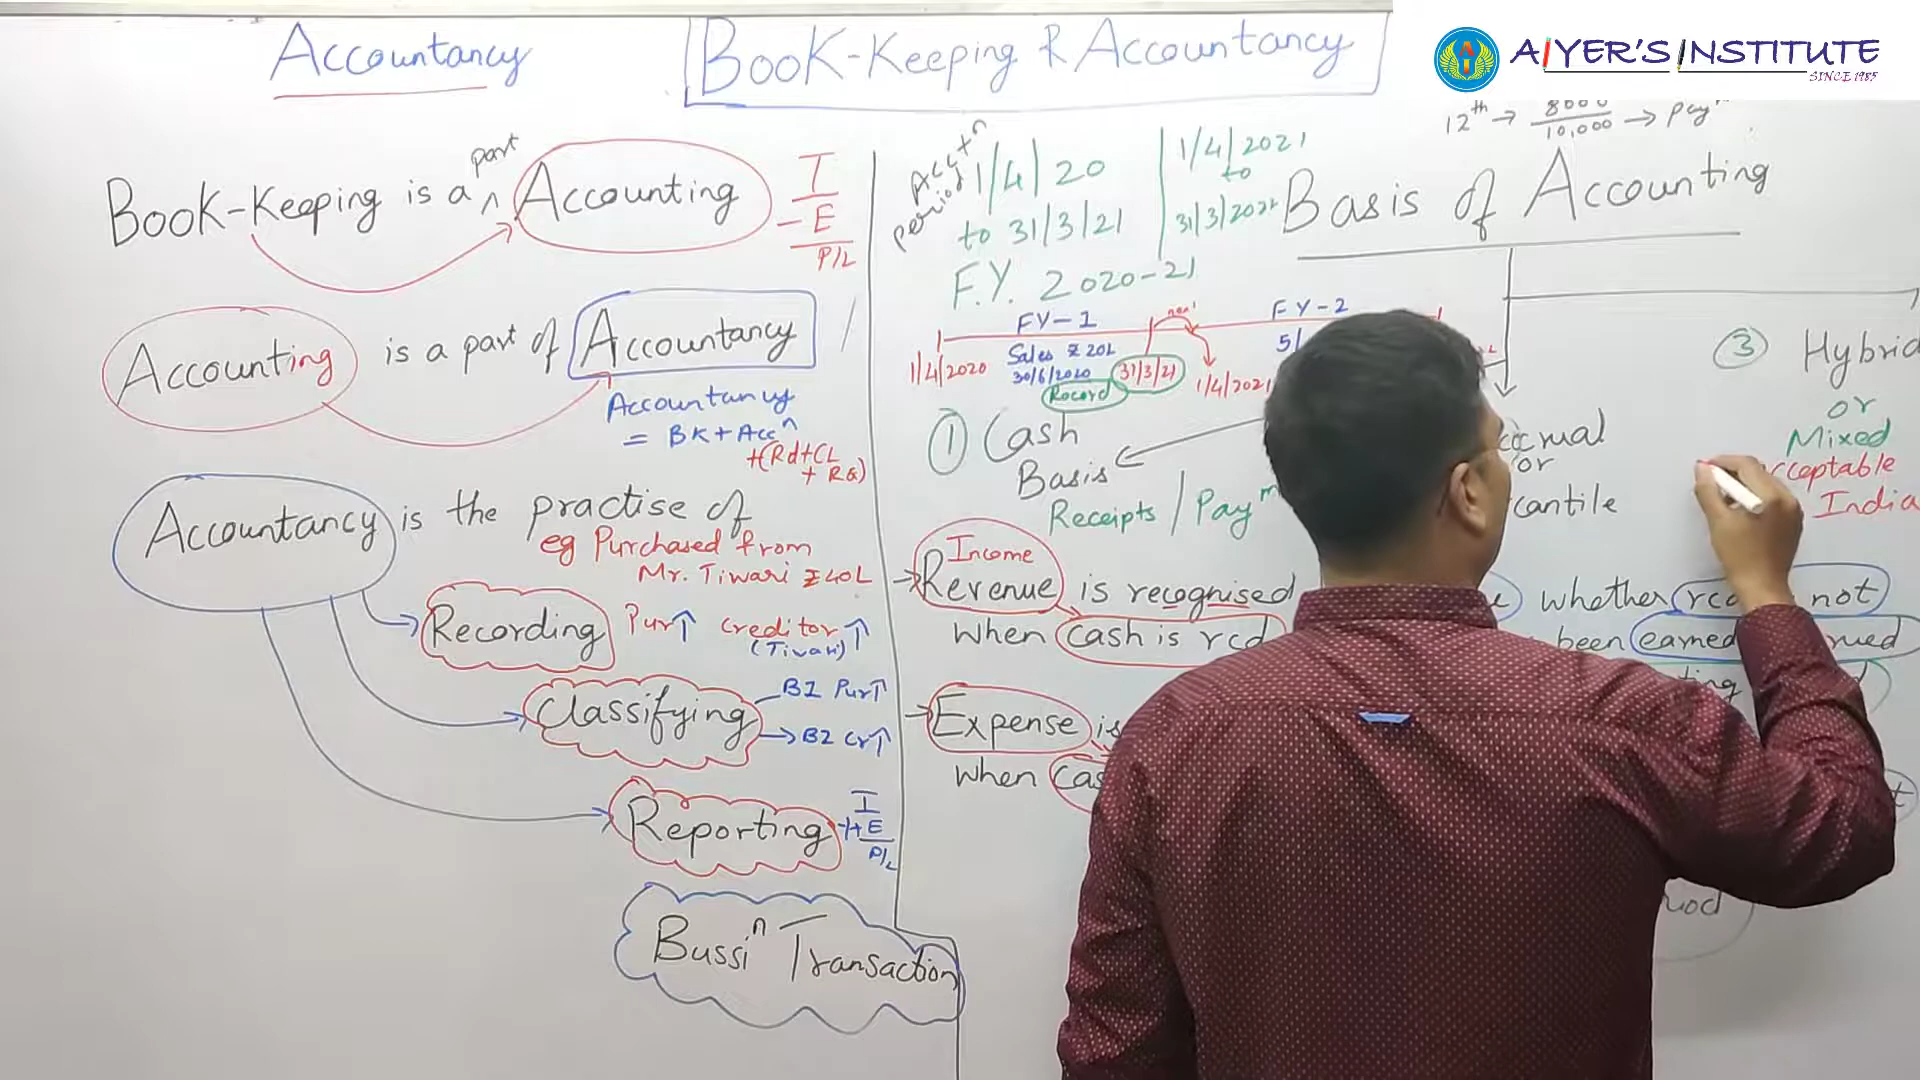 Accountancy
Book-Keeping & Accountancy
AIYER'S INSTITUTE
SINCE 1985
12th → 8000 / 10,000 → Payn
part
Book-Keeping is a ^ Accounting
I
- E
P/L
Accounting is a part of Accountancy
Accountancy
= BK + Accn
+ (Rd + CL
+ RG)
Accountancy is the practise of
eg Purchased from
Mr. Tiwari ₹40L
Recording Pur↑ Creditor ↑
(Tiwari)
Classifying
B1 Pur↑
→ B2 Cr↑
Reporting
I
E
P/L
Bussin Transaction
Acctn
period
1/4/20
to 31/3/21
F.Y. 2020-21
1/4/2021
to
31/3/2022
FY-1
FY-2
1/4/2020
Sales ₹20L
30/6/2020
Record
31/3/21
1/4/2021
Basis of Accounting
① Cash
Basis
Receipts / Paym
or
③ Hybrid
or
Mixed
India
→ Revenue is recognised
Income
when cash is rcd
→ Expense is
when
whether not
been earned